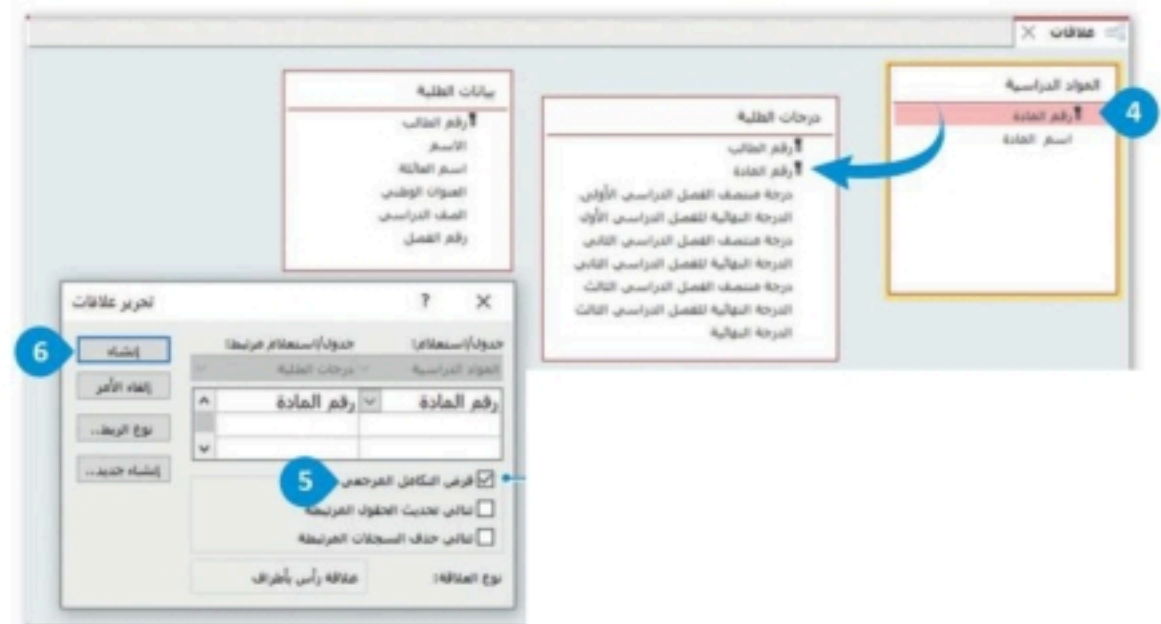 علاقات
المواد الدراسية
رقم المادة
اسم المادة
4
درجات الطلبة
رقم الطالب
رقم المادة
درجة منتصف الفصل الدراسي الأولى
الدرجة النهائية للفصل الدراسي الأول
درجة منتصف الفصل الدراسي الثاني
الدرجة النهائية للفصل الدراسي الثاني
درجة منتصف الفصل الدراسي الثالث
الدرجة النهائية للفصل الدراسي الثالث
الدرجة النهائية
بيانات الطلبة
رقم الطالب
الاسم
اسم العائلة
العنوان الوطني
الصف الدراسي
رقم الفصل
تحرير علاقات
? ×
جدول/استعلام: جدول/استعلام مرتبط:
المواد الدراسية درجات الطلبة
رقم المادة رقم المادة
إنشاء
6
إلغاء الأمر
نوع الربط..
إنشاء جديد..
فرض التكامل المرجعي
5
تتالي تحديث الحقول المرتبطة
تتالي حذف السجلات المرتبطة
نوع العلاقة: علاقة رأس بأطراف